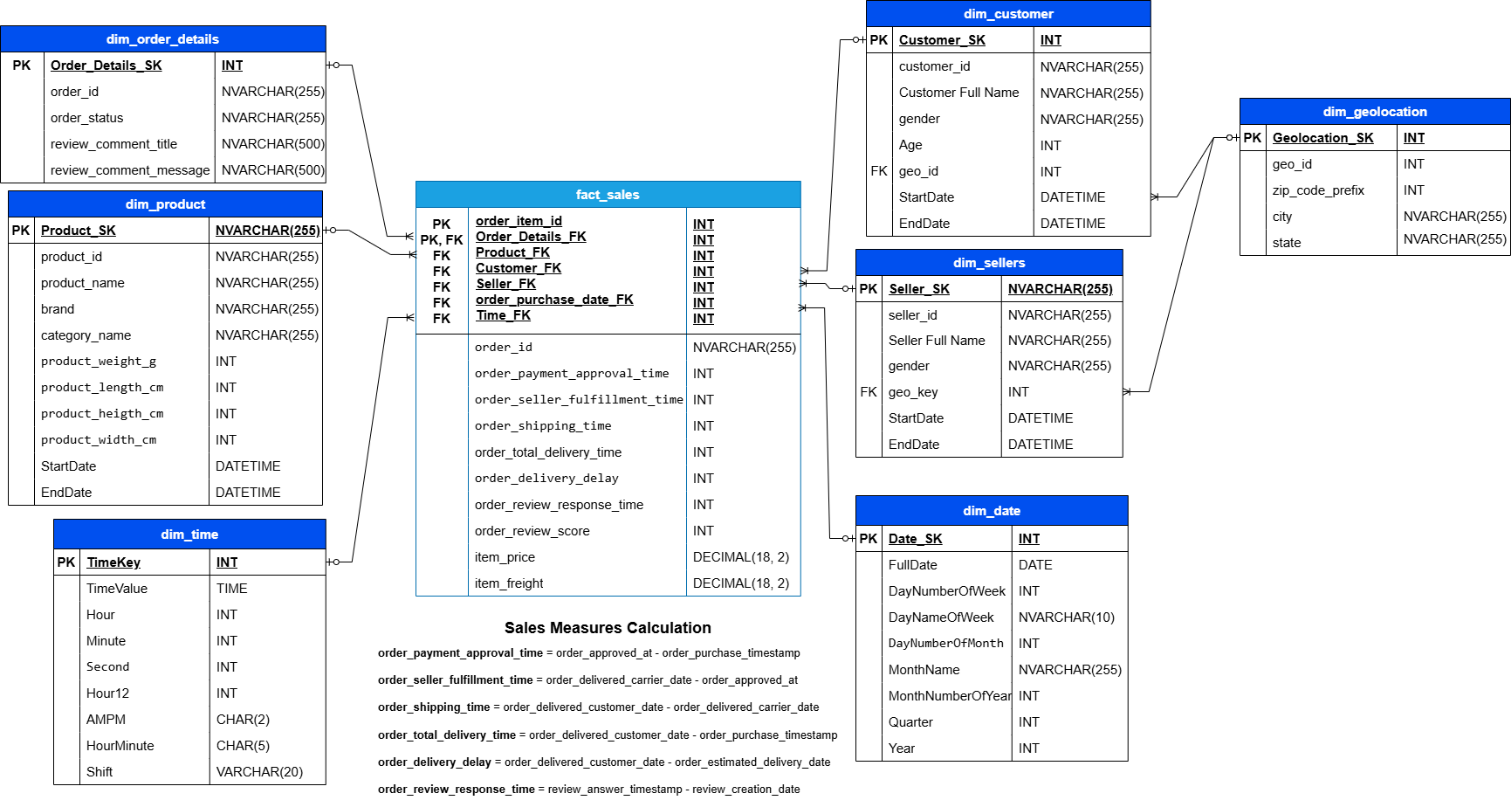 dim_order_details
PK Order_Details_SK INT
order_id NVARCHAR(255)
order_status NVARCHAR(255)
review_comment_title NVARCHAR(500)
review_comment_message NVARCHAR(500)
dim_product
PK Product_SK NVARCHAR(255)
product_id NVARCHAR(255)
product_name NVARCHAR(255)
brand NVARCHAR(255)
category_name NVARCHAR(255)
product_weight_g INT
product_length_cm INT
product_heigth_cm INT
product_width_cm INT
StartDate DATETIME
EndDate DATETIME
dim_time
PK TimeKey INT
TimeValue TIME
Hour INT
Minute INT
Second INT
Hour12 INT
AMPM CHAR(2)
HourMinute CHAR(5)
Shift VARCHAR(20)
fact_sales
PK order_item_id INT
PK, FK Order_Details_FK INT
FK Product_FK INT
FK Customer_FK INT
FK Seller_FK INT
FK order_purchase_date_FK INT
FK Time_FK INT
order_id NVARCHAR(255)
order_payment_approval_time INT
order_seller_fulfillment_time INT
order_shipping_time INT
order_total_delivery_time INT
order_delivery_delay INT
order_review_response_time INT
order_review_score INT
item_price DECIMAL(18, 2)
item_freight DECIMAL(18, 2)
Sales Measures Calculation
order_payment_approval_time = order_approved_at - order_purchase_timestamp
order_seller_fulfillment_time = order_delivered_carrier_date - order_approved_at
order_shipping_time = order_delivered_customer_date - order_delivered_carrier_date
order_total_delivery_time = order_delivered_customer_date - order_purchase_timestamp
order_delivery_delay = order_delivered_customer_date - order_estimated_delivery_date
order_review_response_time = review_answer_timestamp - review_creation_date
dim_customer
PK Customer_SK INT
customer_id NVARCHAR(255)
Customer Full Name NVARCHAR(255)
gender NVARCHAR(255)
Age INT
FK geo_id INT
StartDate DATETIME
EndDate DATETIME
dim_sellers
PK Seller_SK NVARCHAR(255)
seller_id NVARCHAR(255)
Seller Full Name NVARCHAR(255)
gender NVARCHAR(255)
FK geo_key INT
StartDate DATETIME
EndDate DATETIME
dim_date
PK Date_SK INT
FullDate DATE
DayNumberOfWeek INT
DayNameOfWeek NVARCHAR(10)
DayNumberOfMonth INT
MonthName NVARCHAR(255)
MonthNumberOfYear INT
Quarter INT
Year INT
dim_geolocation
PK Geolocation_SK INT
geo_id INT
zip_code_prefix INT
city NVARCHAR(255)
state NVARCHAR(255)